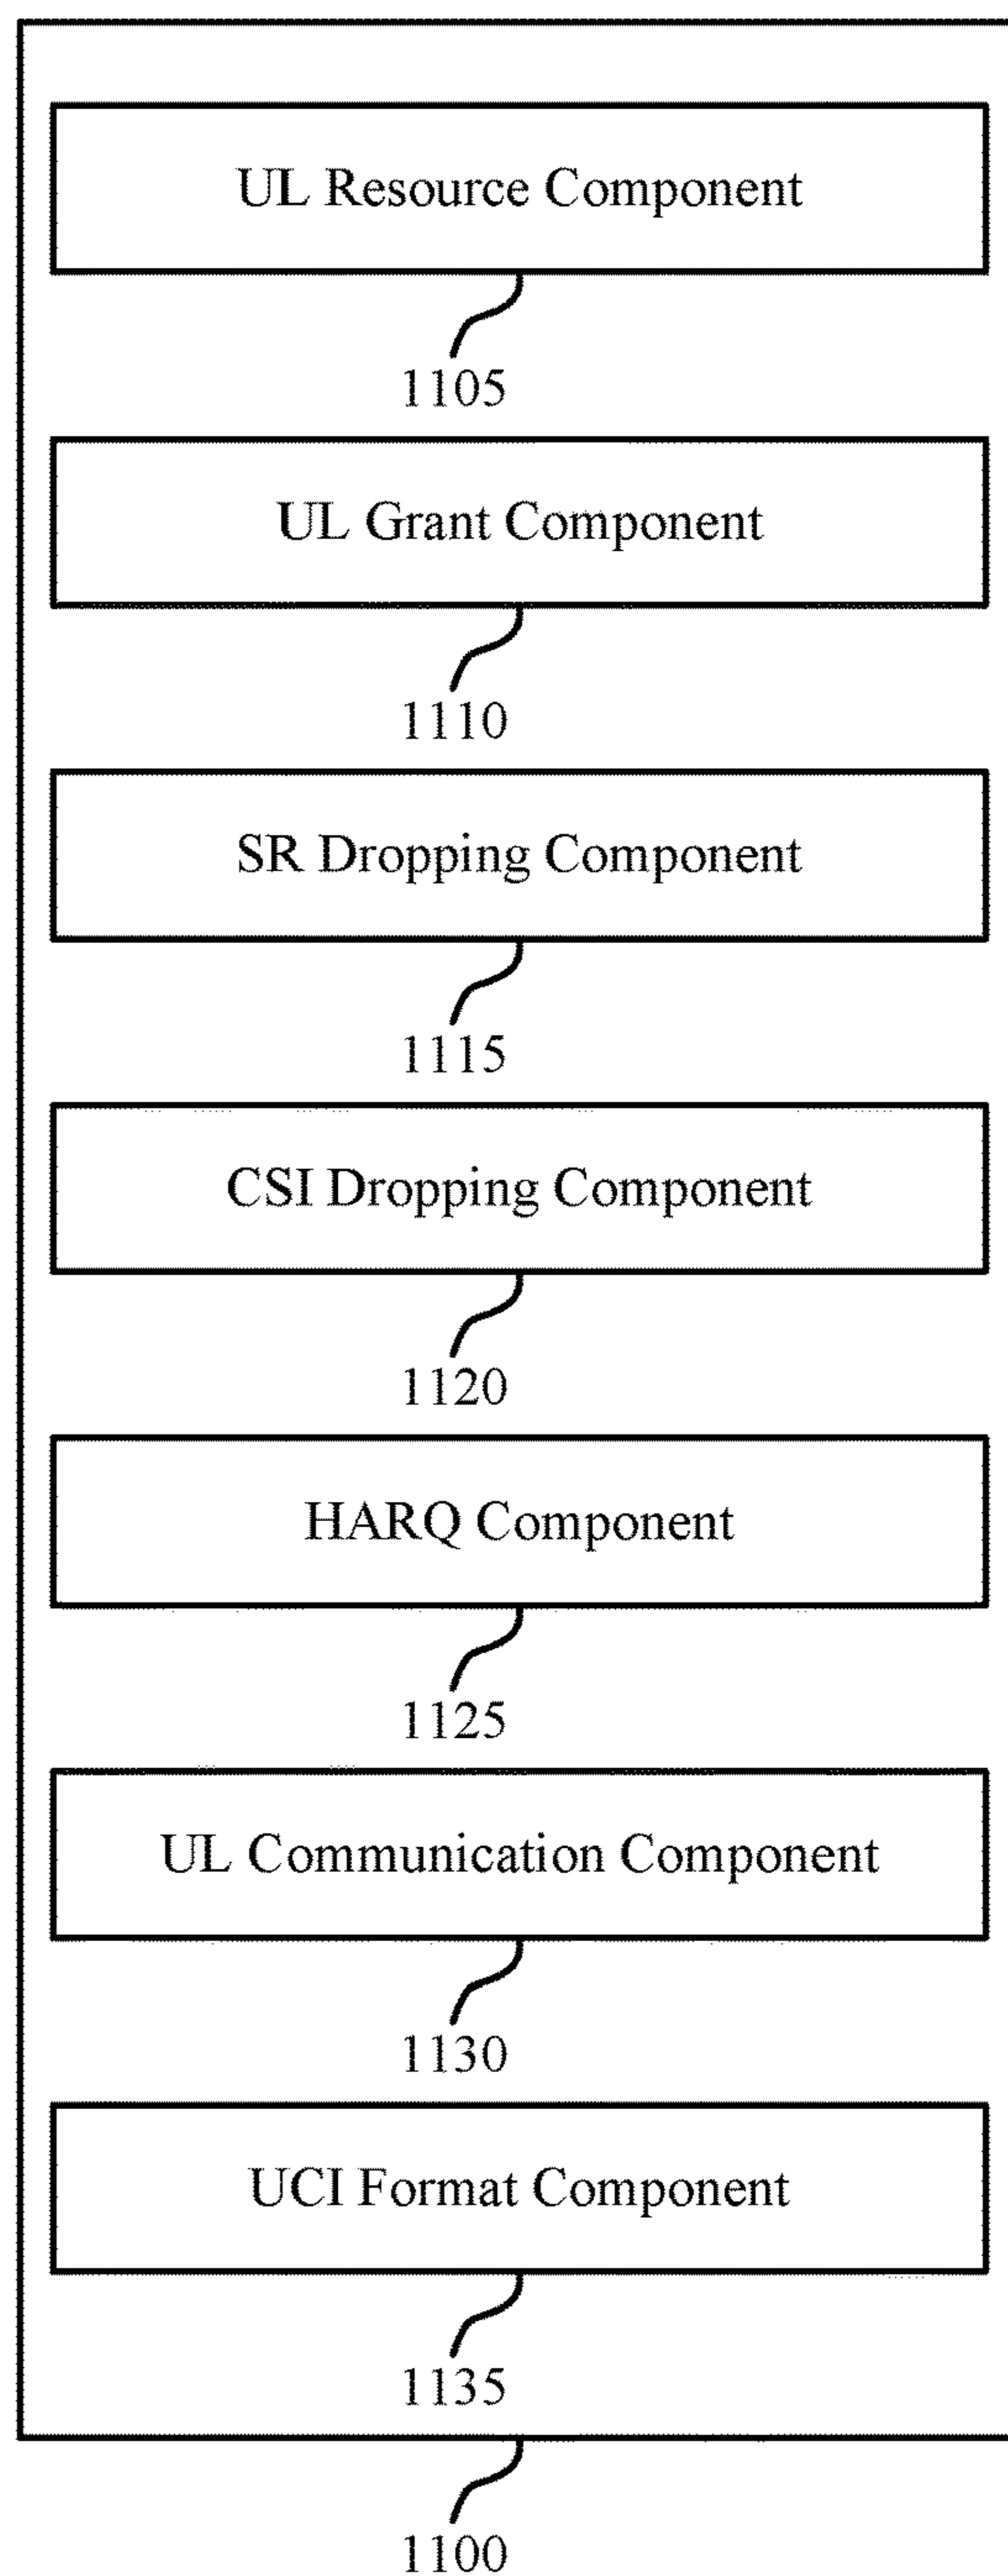 UL Resource Component
1105
UL Grant Component
1110
SR Dropping Component
1115
CSI Dropping Component
1120
HARQ Component
1125
UL Communication Component
1130
UCI Format Component
1135
1100